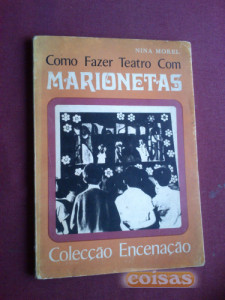 NINA MOREL
Como Fazer Teatro Com
MARIONETAS
Colecção Encenação
coisas